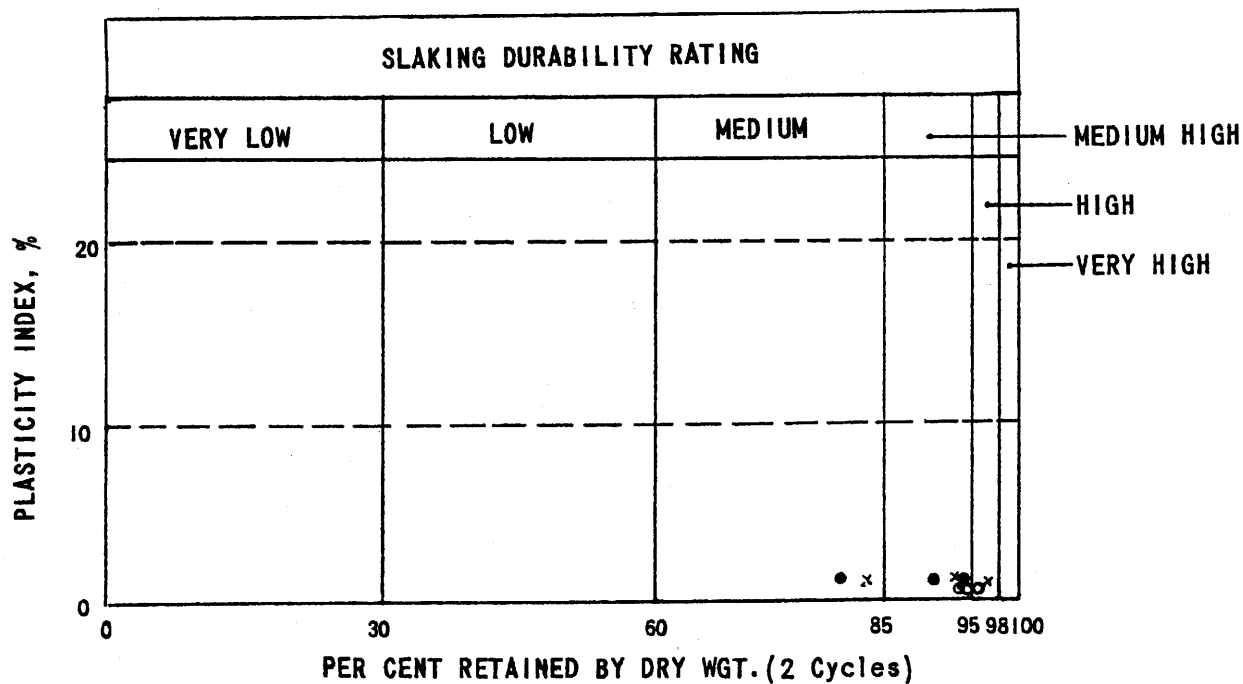 SLAKING DURABILITY RATING
VERY LOW
LOW
MEDIUM
MEDIUM HIGH
HIGH
VERY HIGH
PLASTICITY INDEX, %
20
10
0
0
30
60
85
95
98
100
PER CENT RETAINED BY DRY WGT. (2 Cycles)